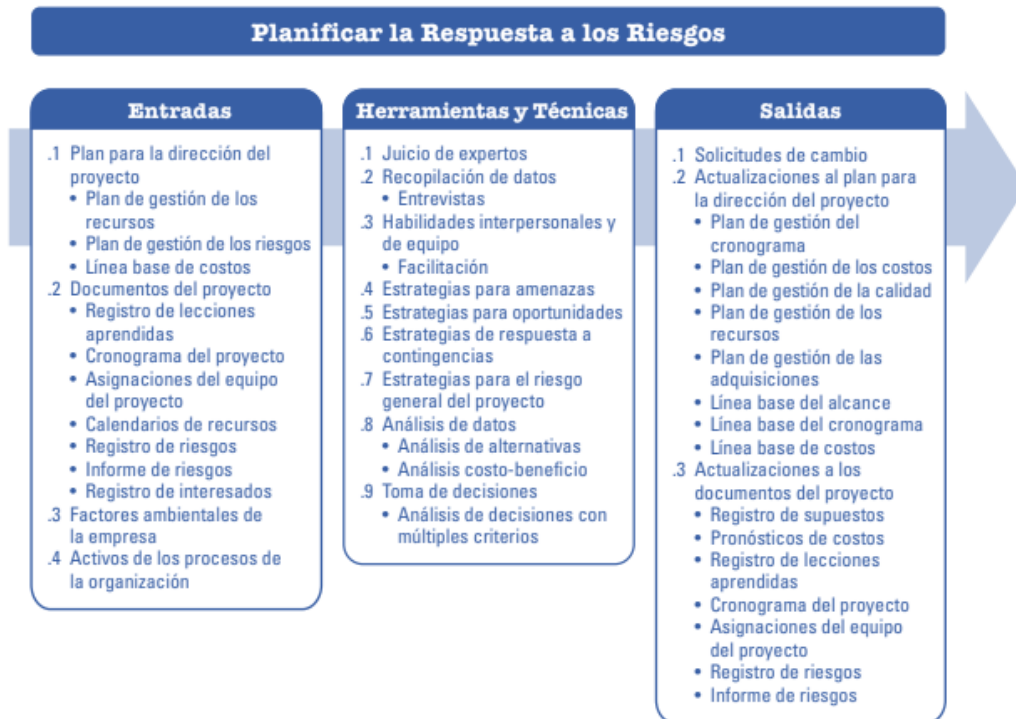 Planificar la Respuesta a los Riesgos
Entradas
.1 Plan para la dirección del
proyecto
• Plan de gestión de los
recursos
• Plan de gestión de los riesgos
• Línea base de costos
.2 Documentos del proyecto
• Registro de lecciones
aprendidas
• Cronograma del proyecto
• Asignaciones del equipo
del proyecto
• Calendarios de recursos
• Registro de riesgos
• Informe de riesgos
• Registro de interesados
.3 Factores ambientales de
la empresa
.4 Activos de los procesos de
la organización
Herramientas y Técnicas
.1 Juicio de expertos
.2 Recopilación de datos
• Entrevistas
.3 Habilidades interpersonales y
de equipo
• Facilitación
.4 Estrategias para amenazas
.5 Estrategias para oportunidades
.6 Estrategias de respuesta a
contingencias
.7 Estrategias para el riesgo
general del proyecto
.8 Análisis de datos
• Análisis de alternativas
• Análisis costo-beneficio
.9 Toma de decisiones
• Análisis de decisiones con
múltiples criterios
Salidas
.1 Solicitudes de cambio
.2 Actualizaciones al plan para
la dirección del proyecto
• Plan de gestión del
cronograma
• Plan de gestión de los costos
• Plan de gestión de la calidad
• Plan de gestión de los
recursos
• Plan de gestión de las
adquisiciones
• Línea base del alcance
• Línea base del cronograma
• Línea base de costos
.3 Actualizaciones a los
documentos del proyecto
• Registro de supuestos
• Pronósticos de costos
• Registro de lecciones
aprendidas
• Cronograma del proyecto
• Asignaciones del equipo
del proyecto
• Registro de riesgos
• Informe de riesgos